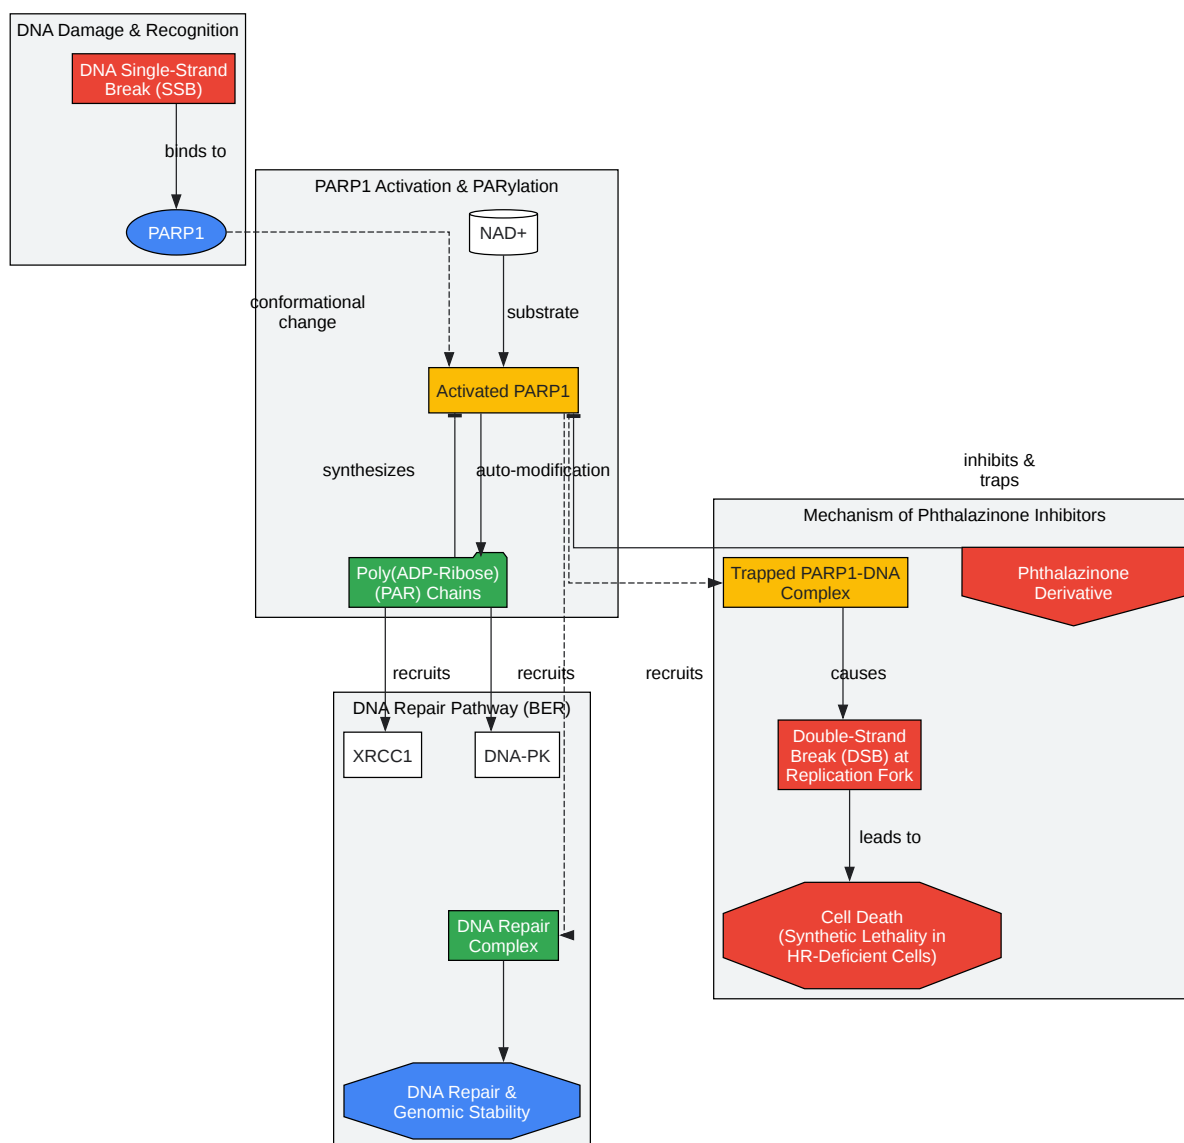 DNA Damage & Recognition
DNA Single-Strand
Break (SSB)
binds to
PARP1
PARP1 Activation & PARylation
NAD+
conformational
change
substrate
Activated PARP1
synthesizes
auto-modification
Poly(ADP-Ribose)
(PAR) Chains
recruits
recruits
recruits
DNA Repair Pathway (BER)
XRCC1
DNA-PK
DNA Repair
Complex
DNA Repair &
Genomic Stability
inhibits &
traps
Mechanism of Phthalazinone Inhibitors
Trapped PARP1-DNA
Complex
Phthalazinone
Derivative
causes
Double-Strand
Break (DSB) at
Replication Fork
leads to
Cell Death
(Synthetic Lethality in
HR-Deficient Cells)